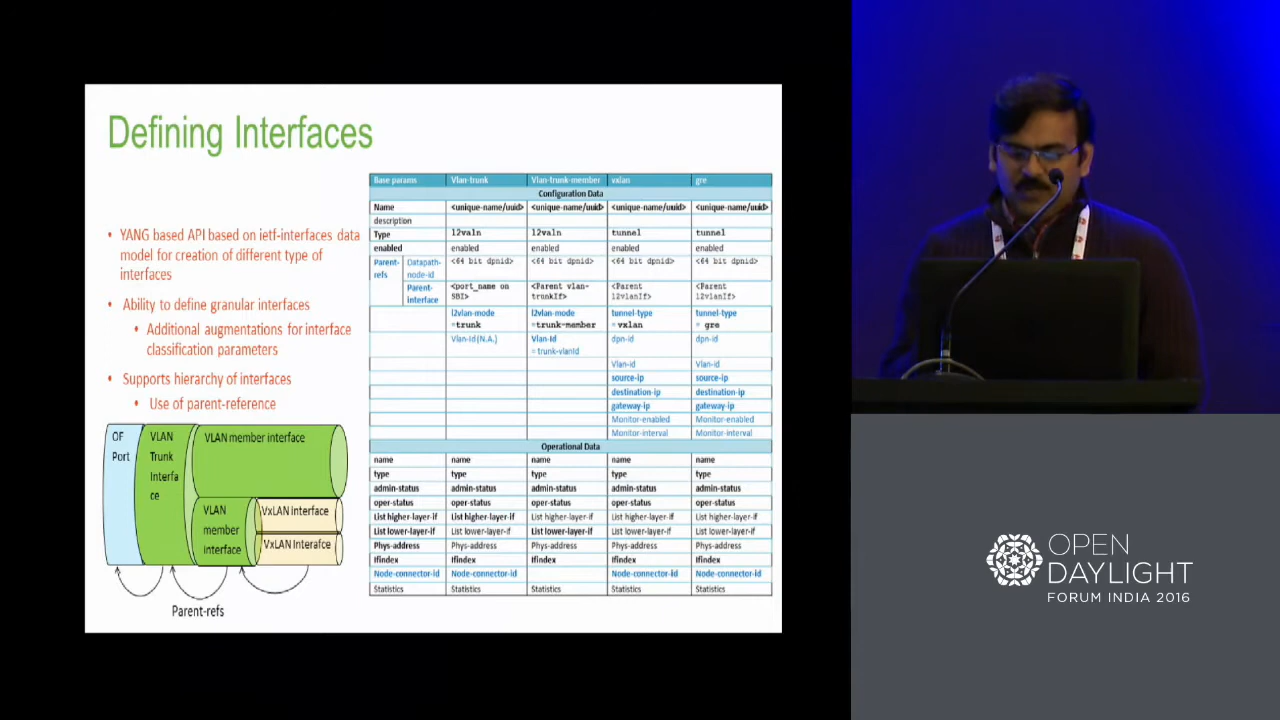 Defining Interfaces
• YANG based API based on ietf-interfaces data
model for creation of different type of
interfaces
• Ability to define granular interfaces
• Additional augmentations for interface
classification parameters
• Supports hierarchy of interfaces
• Use of parent-reference
OF
Port
VLAN
Trunk
Interfa
ce
VLAN member interface
VLAN
member
interface
VxLAN interface
VxLAN Interafce
Parent-refs
Base params Vlan-trunk Vlan-trunk-member vxlan gre
Configuration Data
Name <unique-name/uuid> <unique-name/uuid> <unique-name/uuid> <unique-name/uuid>
description
Type l2valn l2valn tunnel tunnel
enabled enabled enabled enabled enabled
Parent-refs Datapath-node-id <64 bit dpnid> <64 bit dpnid> <64 bit dpnid> <64 bit dpnid>
Parent-interface <port_name on SBI> <Parent vlan-trunkIf> <Parent l2vlanIf> <Parent l2vlanIf>
l2vlan-mode =trunk l2vlan-mode =trunk-member tunnel-type = vxlan tunnel-type = gre
Vlan-Id (N.A.) Vlan-Id = trunk-vlanId dpn-id dpn-id
Vlan-id Vlan-id
source-ip source-ip
destination-ip destination-ip
gateway-ip gateway-ip
Monitor-enabled Monitor-enabled
Monitor-interval Monitor-interval
Operational Data
name name name name name
type type type type type
admin-status admin-status admin-status admin-status admin-status
oper-status oper-status oper-status oper-status oper-status
List higher-layer-if List higher-layer-if List higher-layer-if List higher-layer-if List higher-layer-if
List lower-layer-if List lower-layer-if List lower-layer-if List lower-layer-if List lower-layer-if
Phys-address Phys-address Phys-address Phys-address Phys-address
Ifindex Ifindex Ifindex Ifindex Ifindex
Node-connector-id Node-connector-id Node-connector-id Node-connector-id
Statistics Statistics Statistics Statistics Statistics
OPEN
DAYLIGHT
FORUM INDIA 2016